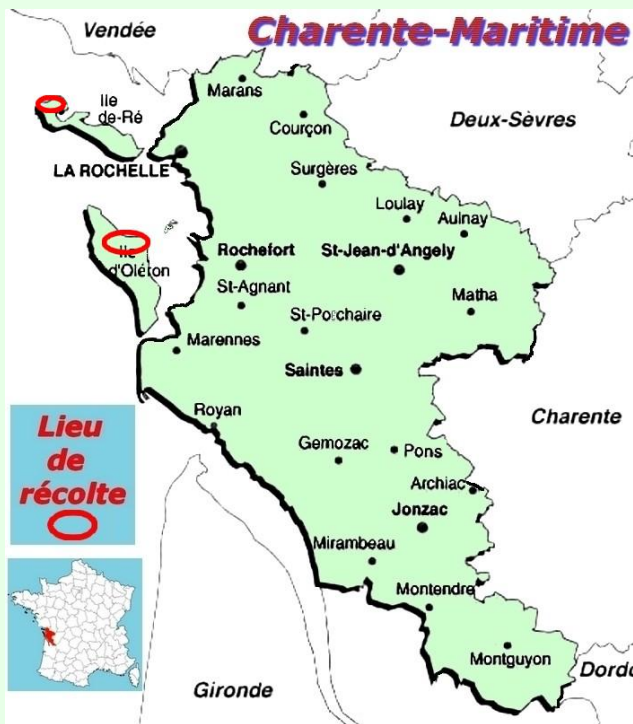 Charente-Maritime
Vendée
Marans
Ile
de-Ré
Courçon
Deux-Sèvres
LA ROCHELLE
Surgères
Loulay
Aulnay
Ile
d'Oléron
Rochefort
St-Jean-d'Angely
St-Agnant
Matha
St-Porchaire
Marennes
Saintes
Royan
Charente
Lieu
de
récolte
Gemozac
Pons
Archiac
Jonzac
Mirambeau
Montendre
Montguyon
Gironde
Dordo